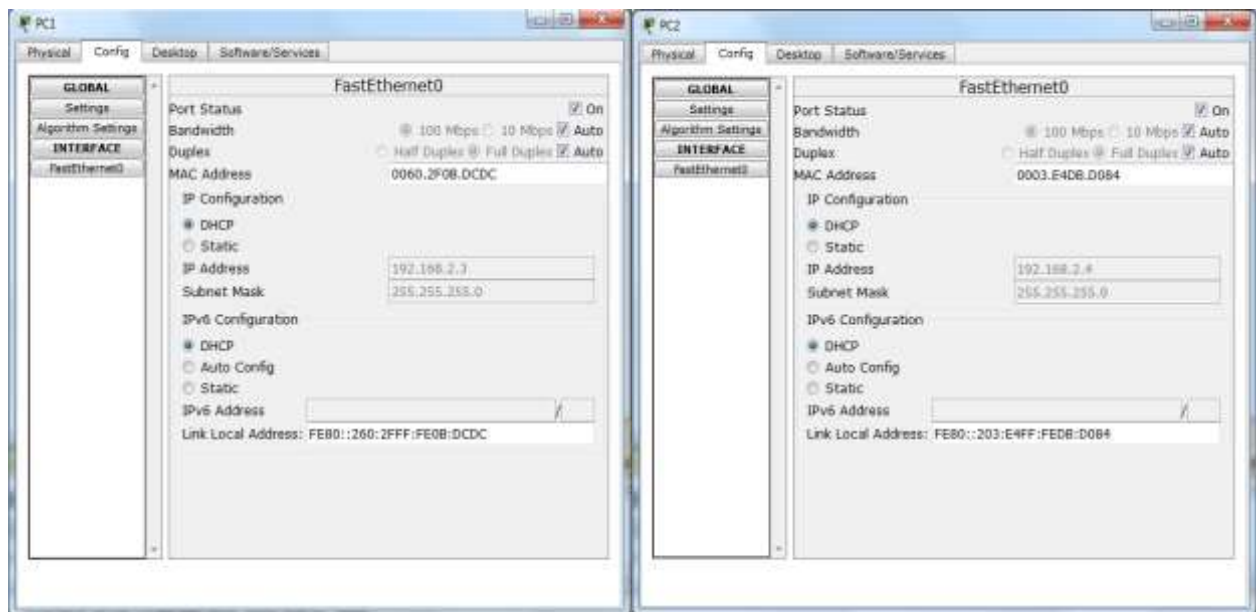 PC1
Physical Config Desktop Software/Services
GLOBAL
Settings
Algorithm Settings
INTERFACE
FastEthernet0
FastEthernet0
Port Status On
Bandwidth 100 Mbps 10 Mbps Auto
Duplex Half Duplex Full Duplex Auto
MAC Address 0060.2F0B.DCDC
IP Configuration
DHCP
Static
IP Address 192.168.2.3
Subnet Mask 255.255.255.0
IPv6 Configuration
DHCP
Auto Config
Static
IPv6 Address /
Link Local Address: FE80::260:2FFF:FE0B:DCDC
PC2
Physical Config Desktop Software/Services
GLOBAL
Settings
Algorithm Settings
INTERFACE
FastEthernet0
FastEthernet0
Port Status On
Bandwidth 100 Mbps 10 Mbps Auto
Duplex Half Duplex Full Duplex Auto
MAC Address 0003.E4DB.D084
IP Configuration
DHCP
Static
IP Address 192.168.2.4
Subnet Mask 255.255.255.0
IPv6 Configuration
DHCP
Auto Config
Static
IPv6 Address /
Link Local Address: FE80::203:E4FF:FEDB:D084